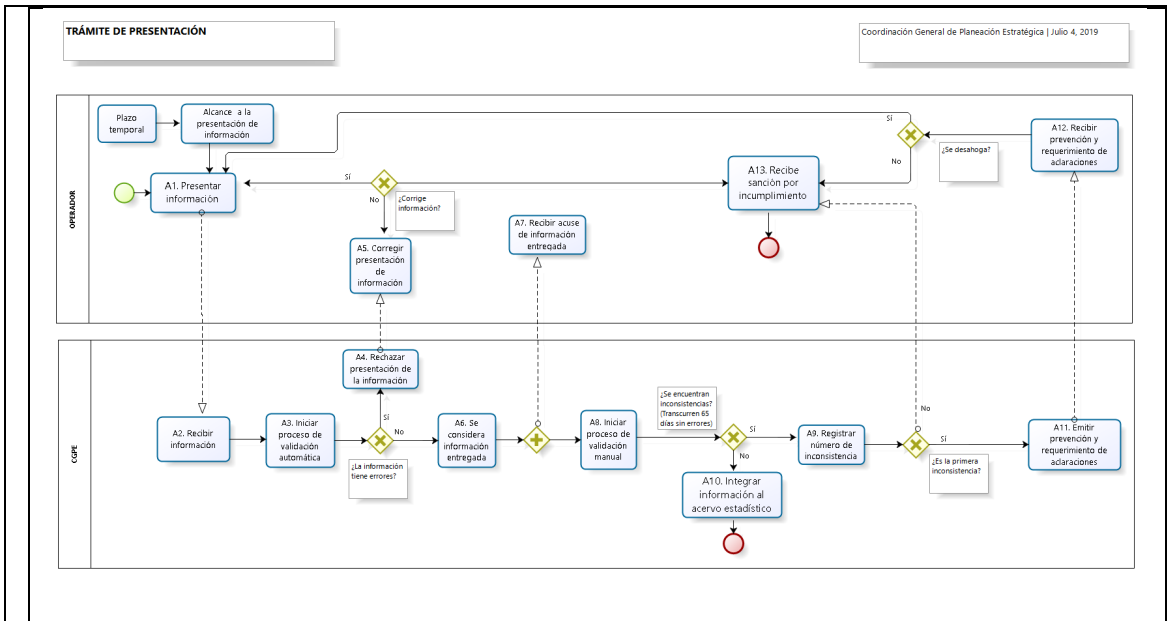 TRÁMITE DE PRESENTACIÓN
Coordinación General de Planeación Estratégica | Julio 4, 2019
OPERADOR
Plazo
temporal
Alcance a la
presentación de
información
A1. Presentar
información
Sí
No
¿Corrige
información?
A5. Corregir
presentación
de
información
A7. Recibir acuse
de información
entregada
A13. Recibe
sanción por
incumplimiento
Sí
No
¿Se desahoga?
A12. Recibir
prevención y
requerimiento de
aclaraciones
CGPE
A2. Recibir
información
A3. Iniciar
proceso de
validación
automática
A4. Rechazar
presentación de
la información
Sí
No
¿La información
tiene errores?
A6. Se
considera
información
entregada
A8. Iniciar
proceso de
validación
manual
¿Se encuentran
inconsistencias?
(Transcurren 65
días sin errores)
Sí
No
A10. Integrar
información al
acervo estadístico
A9. Registrar
número de
inconsistencia
No
Sí
¿Es la primera
inconsistencia?
A11. Emitir
prevención y
requerimiento de
aclaraciones